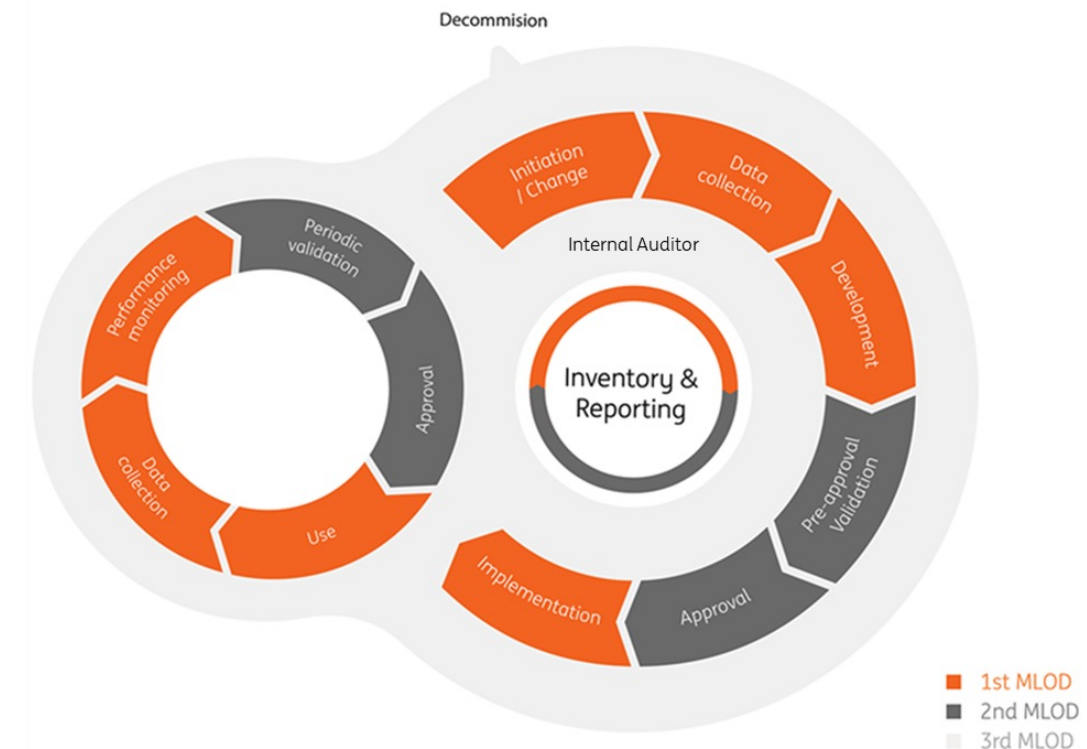 Decommision
Initiation
/ Change
Data
collection
Development
Pre-approval
Validation
Approval
Implementation
Internal Auditor
Inventory &
Reporting
Periodic
validation
Approval
Use
Data
collection
Performance
monitoring
1st MLOD
2nd MLOD
3rd MLOD